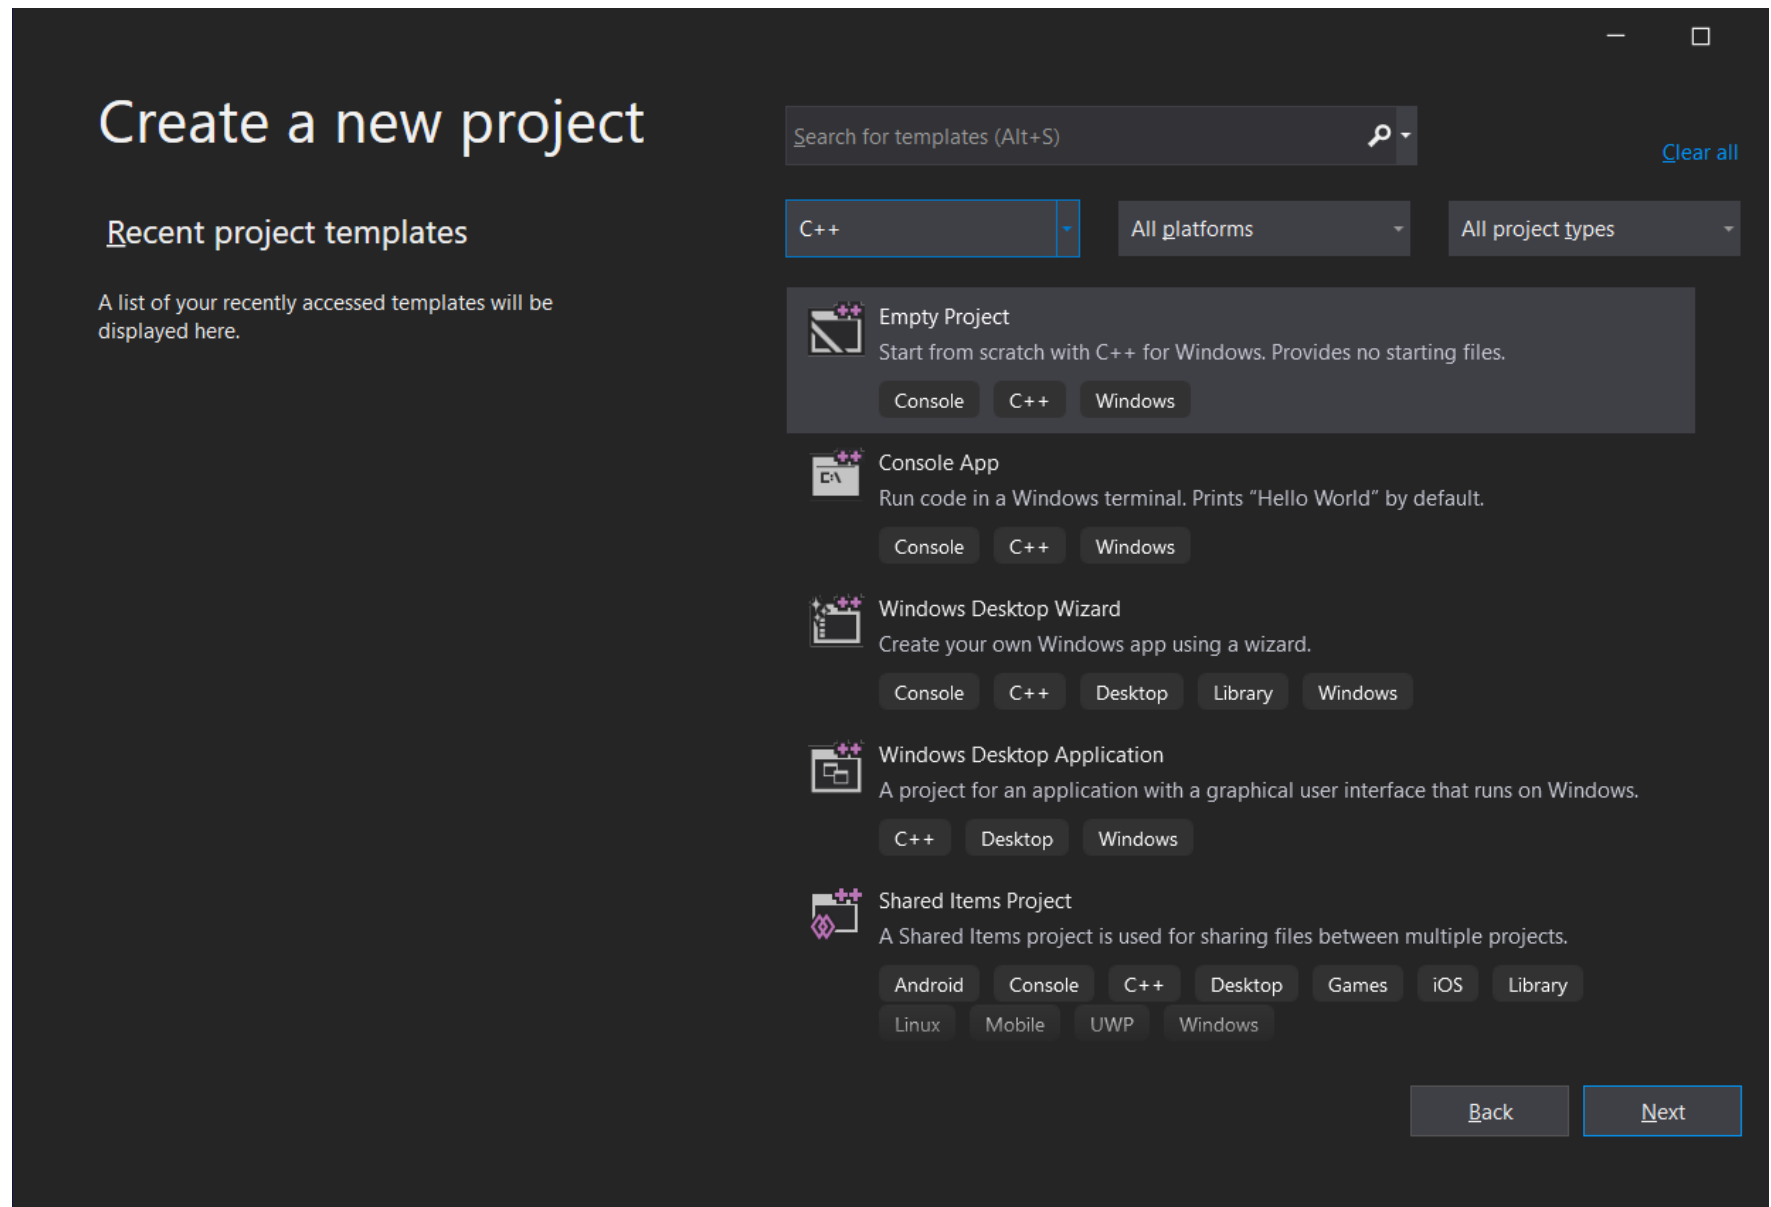 Create a new project
Search for templates (Alt+S)
Clear all
Recent project templates
A list of your recently accessed templates will be
displayed here.
C++
All platforms
All project types
Empty Project
Start from scratch with C++ for Windows. Provides no starting files.
Console C++ Windows
C:\
Console App
Run code in a Windows terminal. Prints “Hello World” by default.
Console C++ Windows
Windows Desktop Wizard
Create your own Windows app using a wizard.
Console C++ Desktop Library Windows
Windows Desktop Application
A project for an application with a graphical user interface that runs on Windows.
C++ Desktop Windows
Shared Items Project
A Shared Items project is used for sharing files between multiple projects.
Android Console C++ Desktop Games iOS Library
Linux Mobile UWP Windows
Back
Next